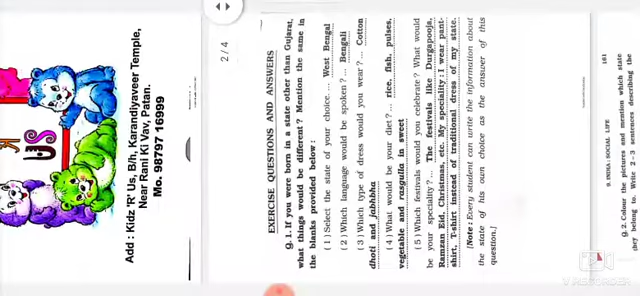 Add : Kidz 'R' Us, B/h, Karandiyaveer Temple,
Near Rani Ki Vav, Patan.
Mo. 98797 16999
US
2/4
EXERCISE QUESTIONS AND ANSWERS
Q. 1. If you were born in a state other than Gujarat,
what things would be different ? Mention the same in
the blanks provided below :
( 1 ) Select the state of your choice.... West Bengal
( 2 ) Which language would be spoken ? ... Bengali
( 3 ) Which type of dress would you wear ? ... Cotton
dhoti and jabhbha
( 4 ) What would be your diet ? ... rice, fish, pulses,
vegetable and rasgulla in sweet
( 5 ) Which festivals would you celebrate ? What would
be your speciality ? ... The festivals like Durgapooja,
Ramzan Eid, Christmas, etc. My speciality : I wear pant-
shirt, T-shirt instead of traditional dress of my state.
[Note : Every student can write the information about
the state of his own choice as the answer of this
question.]
9. INDIA : SOCIAL LIFE
161
Q. 2. Colour the pictures and mention which state
they belong to. Write 2 - 3 sentences describing the
V RECORDER